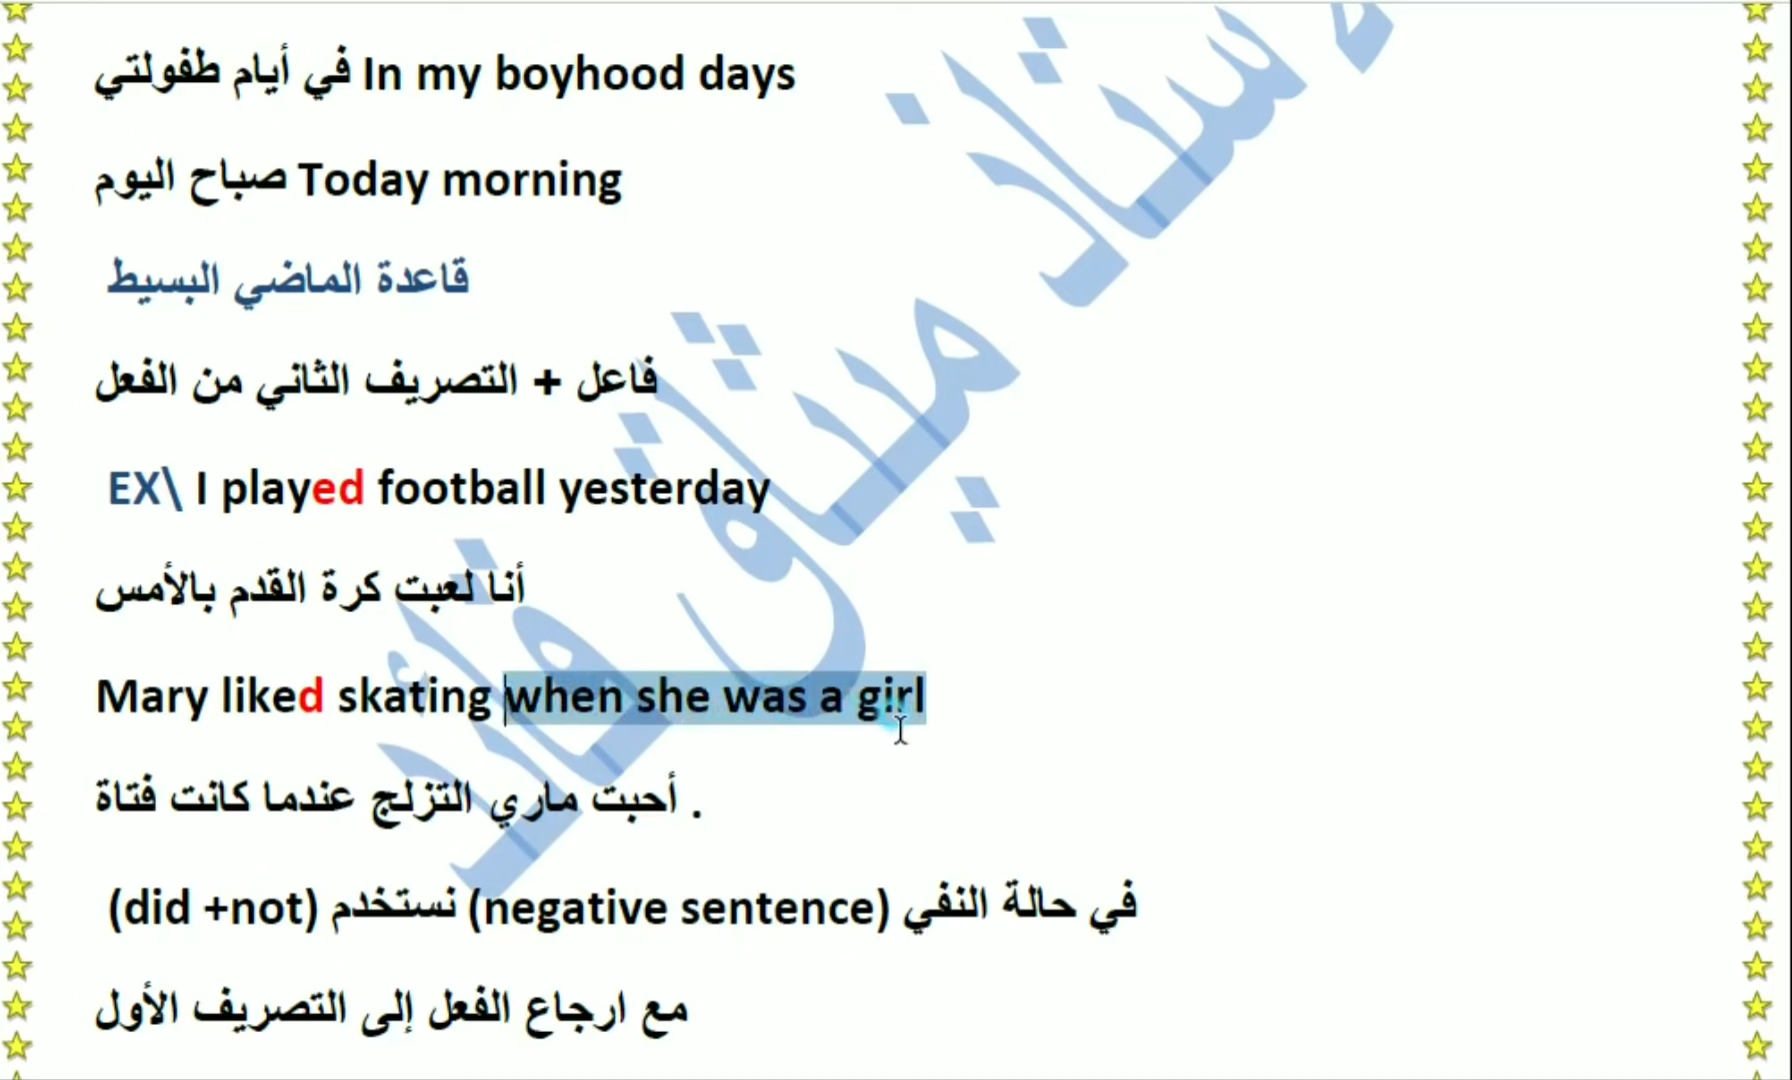 في أيام طفولتي In my boyhood days
صباح اليوم Today morning
قاعدة الماضي البسيط
فاعل + التصريف الثاني من الفعل
EX\ I played football yesterday
أنا لعبت كرة القدم بالأمس
Mary liked skating when she was a girl
أحبت ماري التزلج عندما كانت فتاة .
في حالة النفي (negative sentence) نستخدم (did +not)
مع ارجاع الفعل إلى التصريف الأول